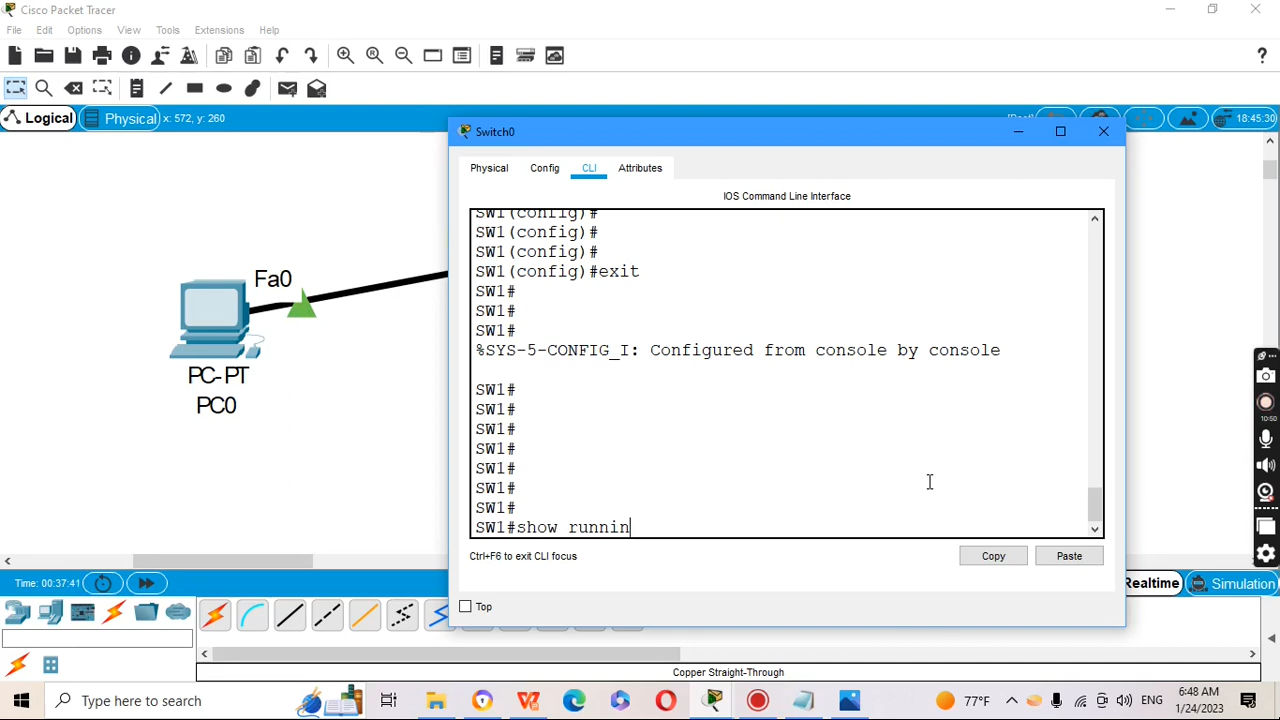 Cisco Packet Tracer
File Edit Options View Tools Extensions Help
Logical Physical x: 572, y: 260 18:45:30
Switch0
Physical Config CLI Attributes
IOS Command Line Interface
SW1(config)#
SW1(config)#
SW1(config)#
SW1(config)#exit
SW1#
SW1#
SW1#
%SYS-5-CONFIG_I: Configured from console by console
SW1#
SW1#
SW1#
SW1#
SW1#
SW1#
SW1#
SW1#show runnin
Ctrl+F6 to exit CLI focus
Copy Paste
Top
Fa0
PC-PT
PC0
10:50
Time: 00:37:41 Realtime Simulation
Copper Straight-Through
Type here to search
77°F ENG 6:48 AM
1/24/2023